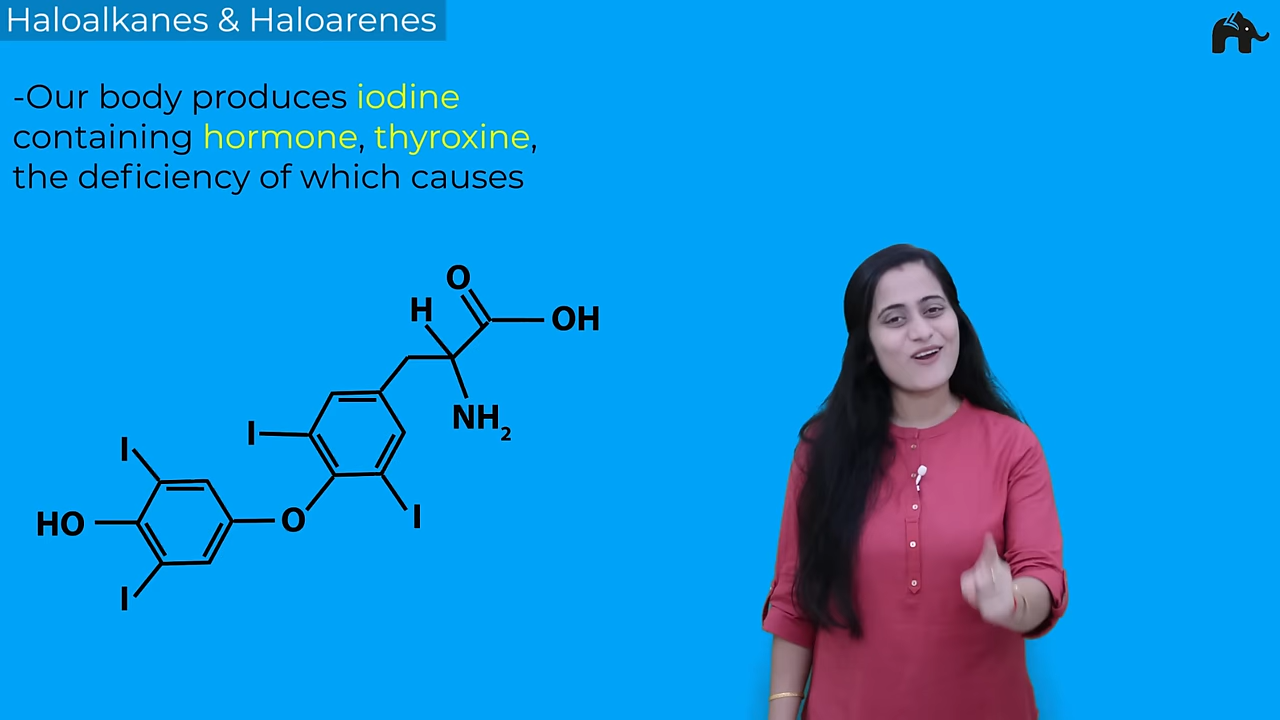 Haloalkanes & Haloarenes
-Our body produces iodine
containing hormone, thyroxine,
the deficiency of which causes
O
H
OH
NH2
I
I
HO
O
I
I